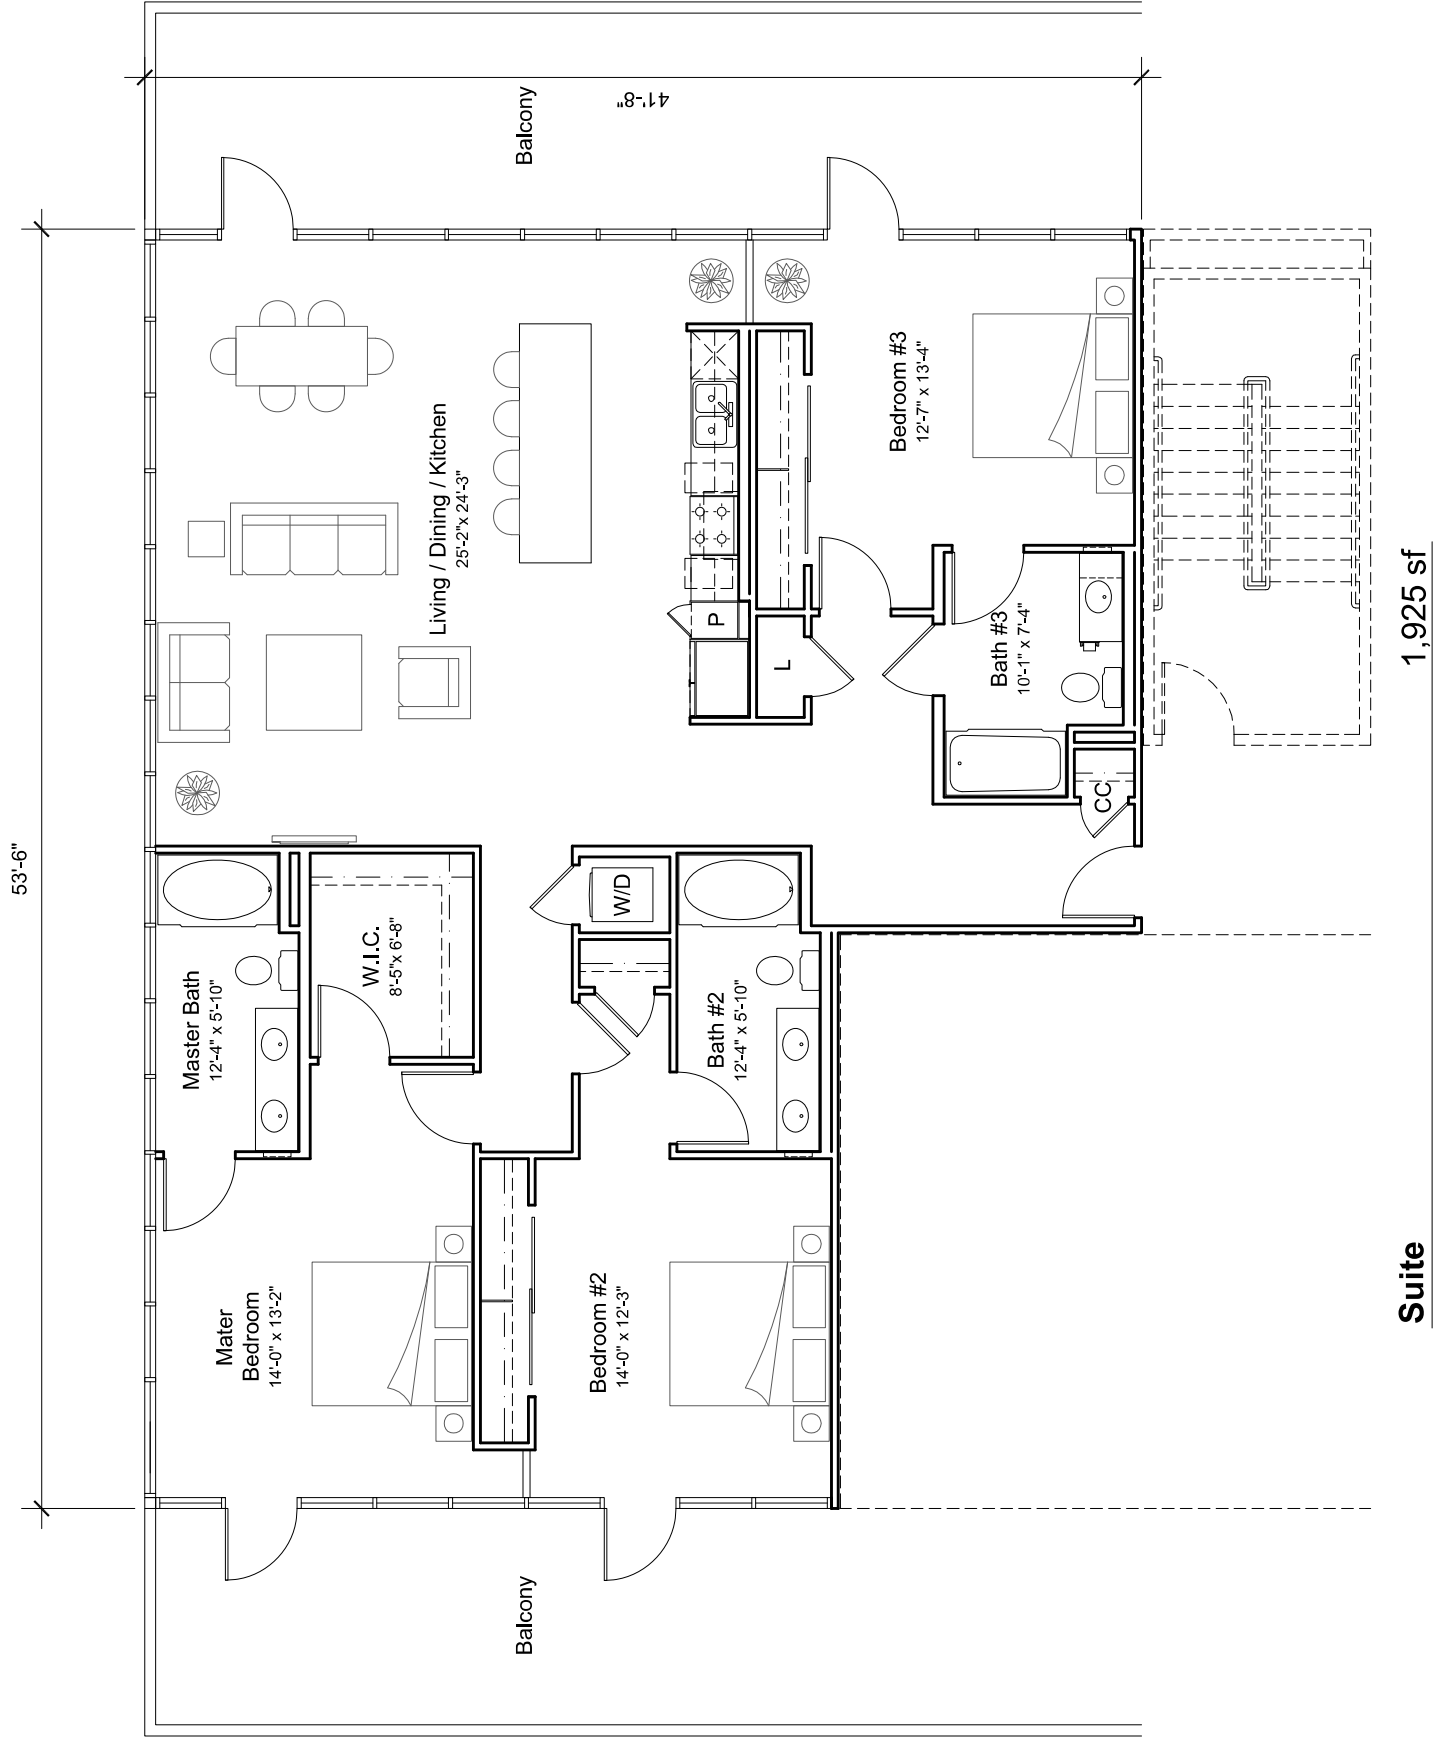 53'-6"
41'-8"
Balcony
Living / Dining / Kitchen
25'-2"x 24'-3"
Bedroom #3
12'-7" x 13'-4"
P
L
Bath #3
10'-1" x 7'-4"
CC
W/D
W.I.C.
8'-5"x 6'-8"
Master Bath
12'-4" x 5'-10"
Bath #2
12'-4" x 5'-10"
Mater
Bedroom
14'-0" x 13'-2"
Bedroom #2
14'-0" x 12'-3"
Balcony
Suite
1,925 sf